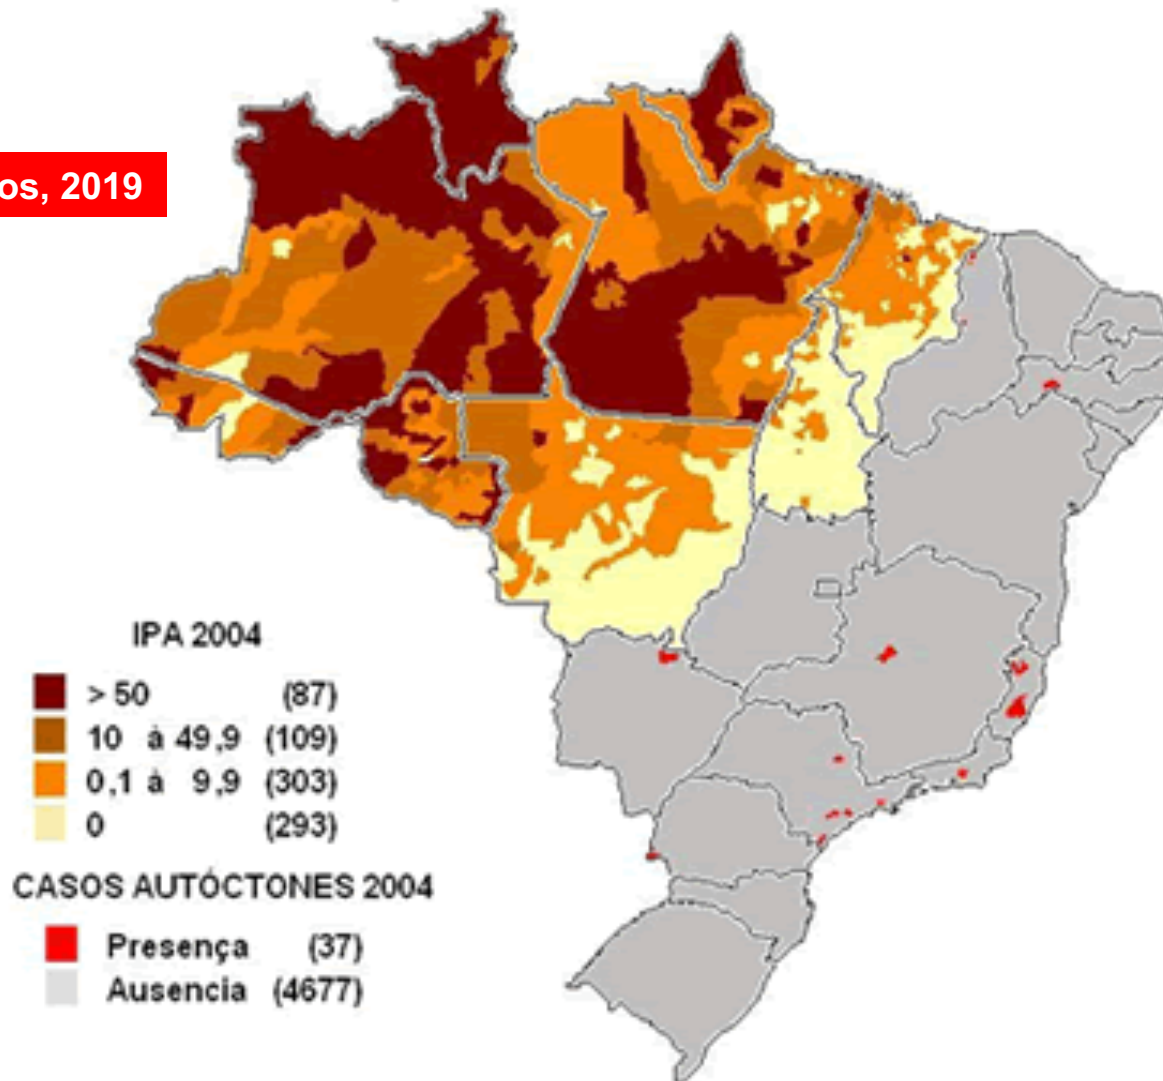 os, 2019
IPA 2004
> 50 (87)
10 à 49,9 (109)
0,1 à 9,9 (303)
0 (293)
CASOS AUTÓCTONES 2004
Presença (37)
Ausencia (4677)